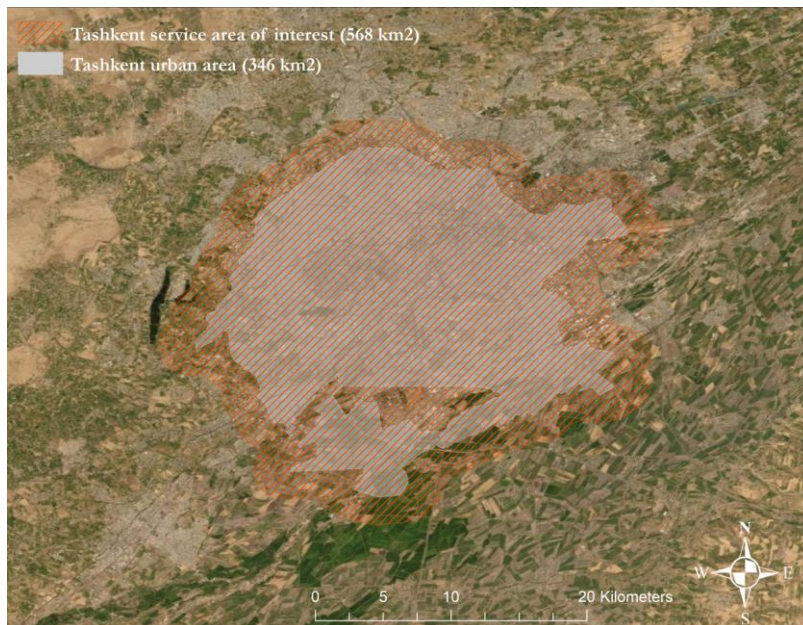 Tashkent service area of interest (568 km2)
Tashkent urban area (346 km2)
N
W E
S
0 5 10 20 Kilometers